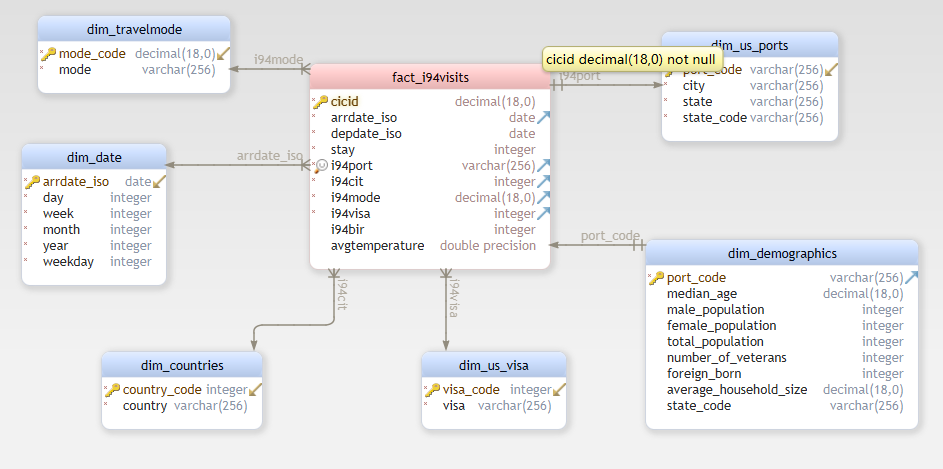 dim_travelmode
mode_code decimal(18,0)
mode varchar(256)
i94mode
fact_i94visits
cicid decimal(18,0)
arrdate_iso date
depdate_iso date
stay integer
i94port varchar(256)
i94cit integer
i94mode decimal(18,0)
i94visa integer
i94bir integer
avgtemperature double precision
cicid decimal(18,0) not null
i94port
dim_us_ports
port_code varchar(256)
city varchar(256)
state varchar(256)
state_code varchar(256)
dim_date
arrdate_iso date
day integer
week integer
month integer
year integer
weekday integer
arrdate_iso
port_code
dim_demographics
port_code varchar(256)
median_age decimal(18,0)
male_population integer
female_population integer
total_population integer
number_of_veterans integer
foreign_born integer
average_household_size decimal(18,0)
state_code varchar(256)
i94cit
i94visa
dim_countries
country_code integer
country varchar(256)
dim_us_visa
visa_code integer
visa varchar(256)